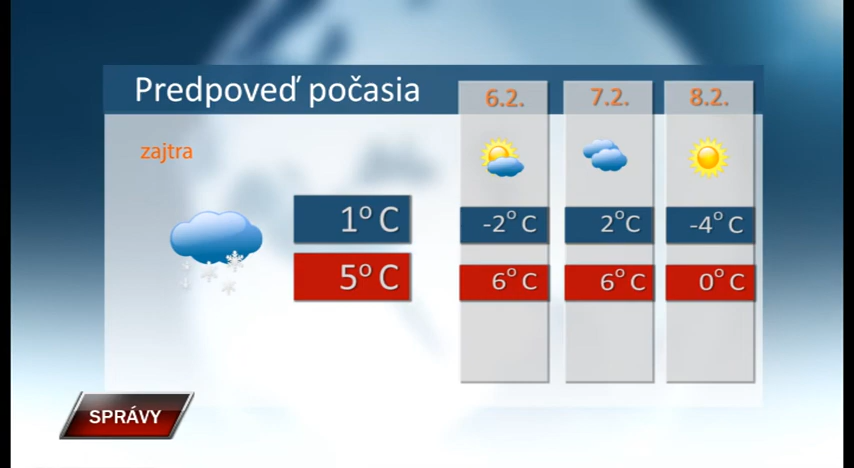 Predpoveď počasia
zajtra
1° C
5° C
6.2.
-2° C
6° C
7.2.
2°C
6° C
8.2.
-4° C
0° C
SPRÁVY